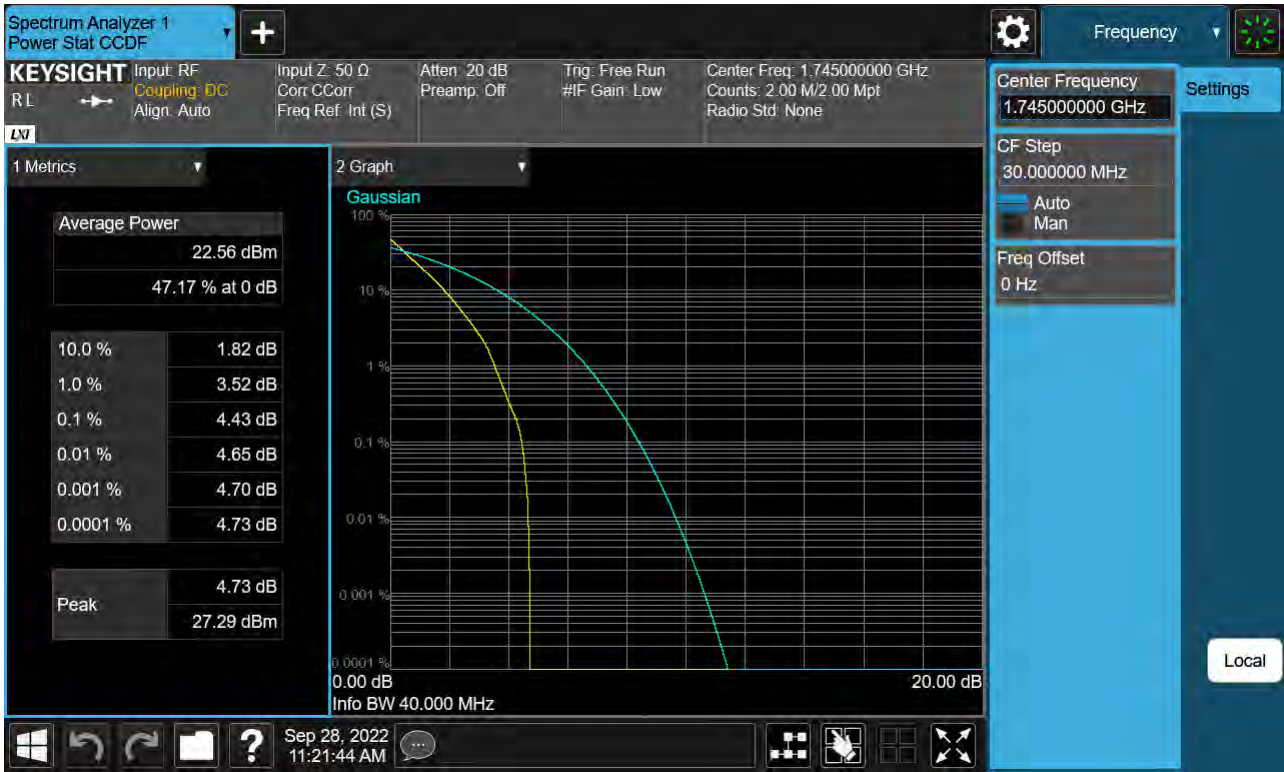 Spectrum Analyzer 1
Power Stat CCDF
▼
+
Frequency
▼
KEYSIGHT
RL
LXI
Input: RF
Coupling: DC
Align: Auto
Input Z: 50 Ω
Corr CCorr
Freq Ref: Int (S)
Atten: 20 dB
Preamp: Off
Trig: Free Run
#IF Gain: Low
Center Freq: 1.745000000 GHz
Counts: 2.00 M/2.00 Mpt
Radio Std: None
Center Frequency
1.745000000 GHz
Settings
CF Step
30.000000 MHz
Auto
Man
Freq Offset
0 Hz
1 Metrics ▼
Average Power
22.56 dBm
47.17 % at 0 dB
10.0 % 1.82 dB
1.0 % 3.52 dB
0.1 % 4.43 dB
0.01 % 4.65 dB
0.001 % 4.70 dB
0.0001 % 4.73 dB
Peak
4.73 dB
27.29 dBm
2 Graph ▼
Gaussian
100 %
10 %
1 %
0.1 %
0.01 %
0.001 %
0.0001 %
0.00 dB 20.00 dB
Info BW 40.000 MHz
Local
?
Sep 28, 2022
11:21:44 AM